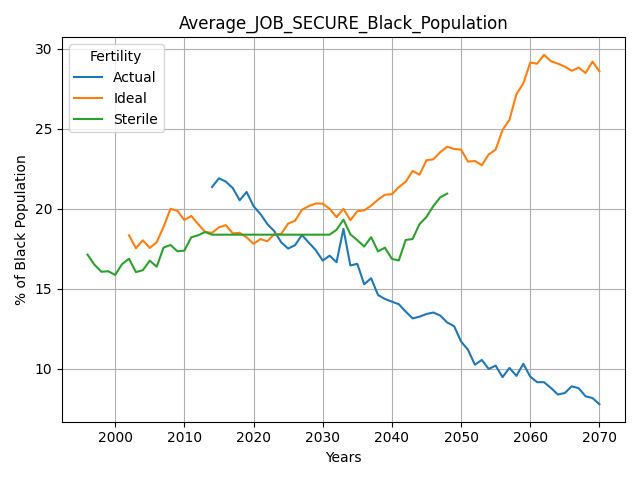 Average_JOB_SECURE_Black_Population
% of Black Population
30
25
20
15
10
Fertility
Actual
Ideal
Sterile
2000 2010 2020 2030 2040 2050 2060 2070
Years